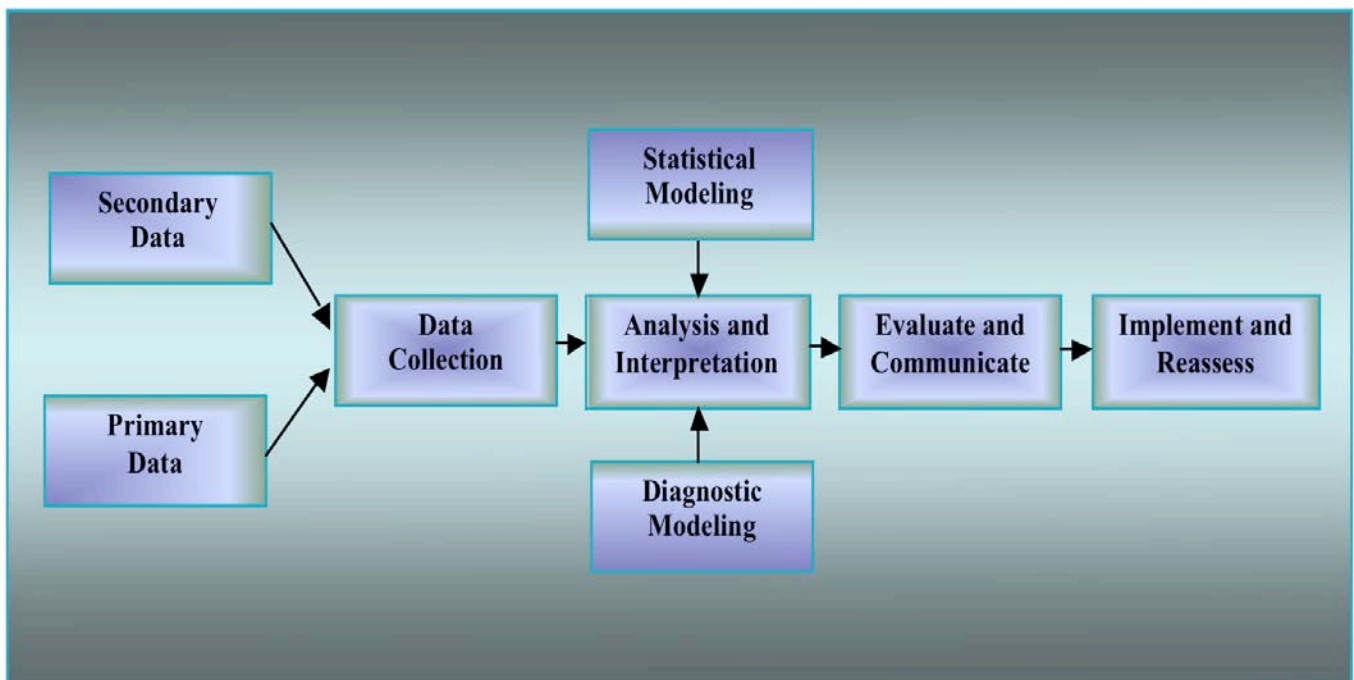 Secondary
Data
Primary
Data
Data
Collection
Statistical
Modeling
Analysis and
Interpretation
Diagnostic
Modeling
Evaluate and
Communicate
Implement and
Reassess